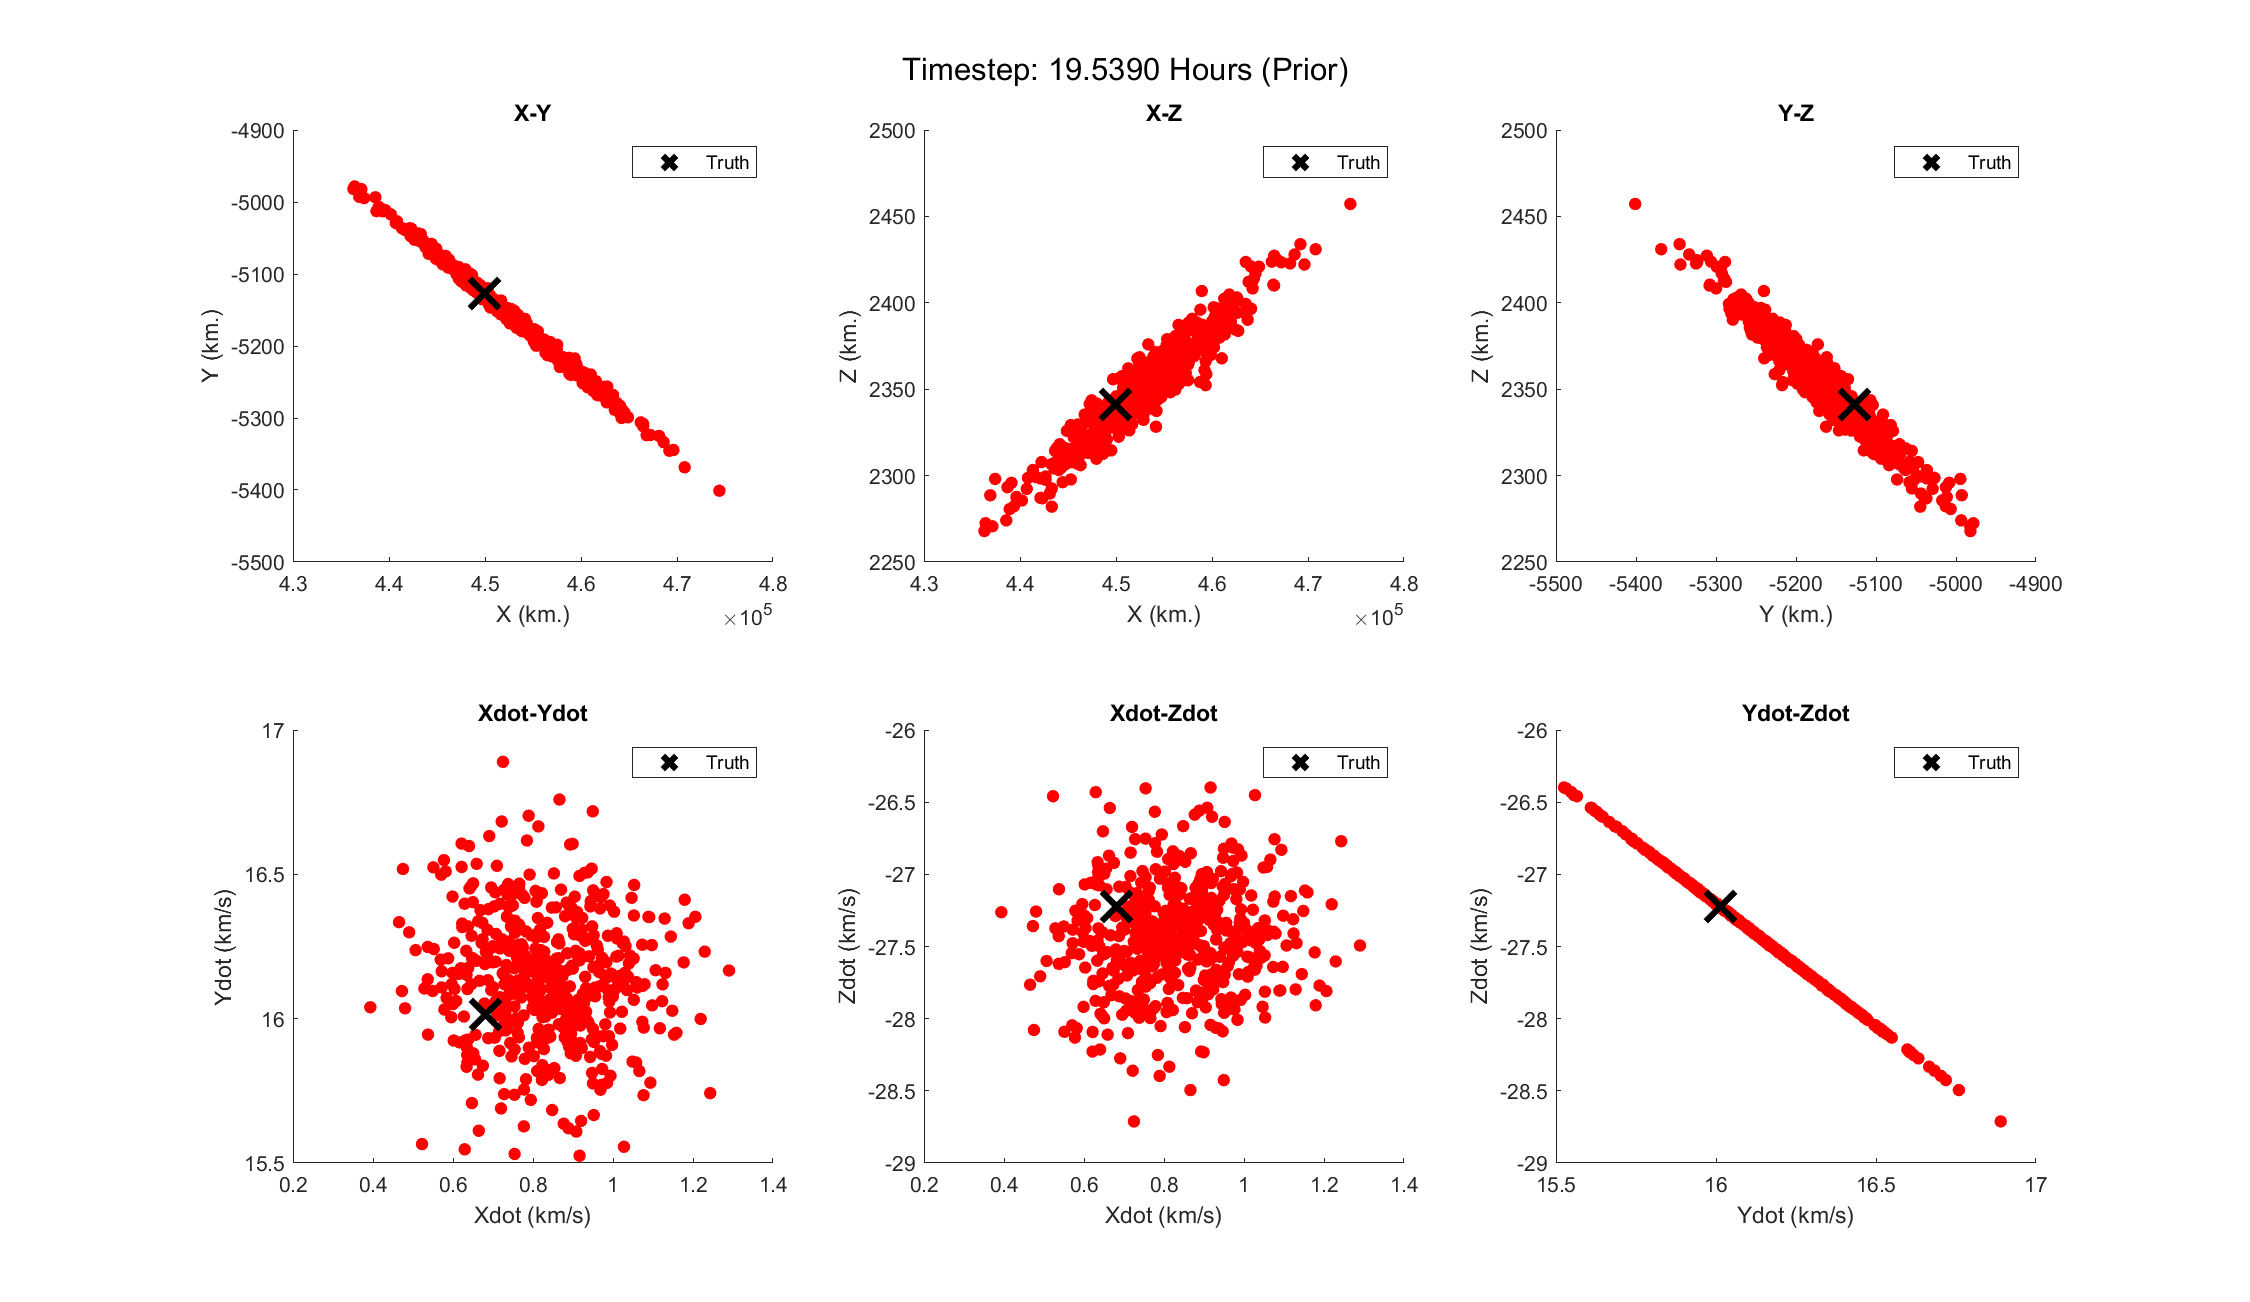 Timestep: 19.5390 Hours (Prior)
X-Y
-4900
-5000
-5100
-5200
-5300
-5400
-5500
Y (km.)
4.3 4.4 4.5 4.6 4.7 4.8
×10^5
X (km.)
Truth
X-Z
2500
2450
2400
2350
2300
2250
Z (km.)
4.3 4.4 4.5 4.6 4.7 4.8
×10^5
X (km.)
Truth
Y-Z
2500
2450
2400
2350
2300
2250
Z (km.)
-5500 -5400 -5300 -5200 -5100 -5000 -4900
Y (km.)
Truth
Xdot-Ydot
17
16.5
16
15.5
Ydot (km/s)
0.2 0.4 0.6 0.8 1 1.2 1.4
Xdot (km/s)
Truth
Xdot-Zdot
-26
-26.5
-27
-27.5
-28
-28.5
-29
Zdot (km/s)
0.2 0.4 0.6 0.8 1 1.2 1.4
Xdot (km/s)
Truth
Ydot-Zdot
-26
-26.5
-27
-27.5
-28
-28.5
-29
Zdot (km/s)
15.5 16 16.5 17
Ydot (km/s)
Truth